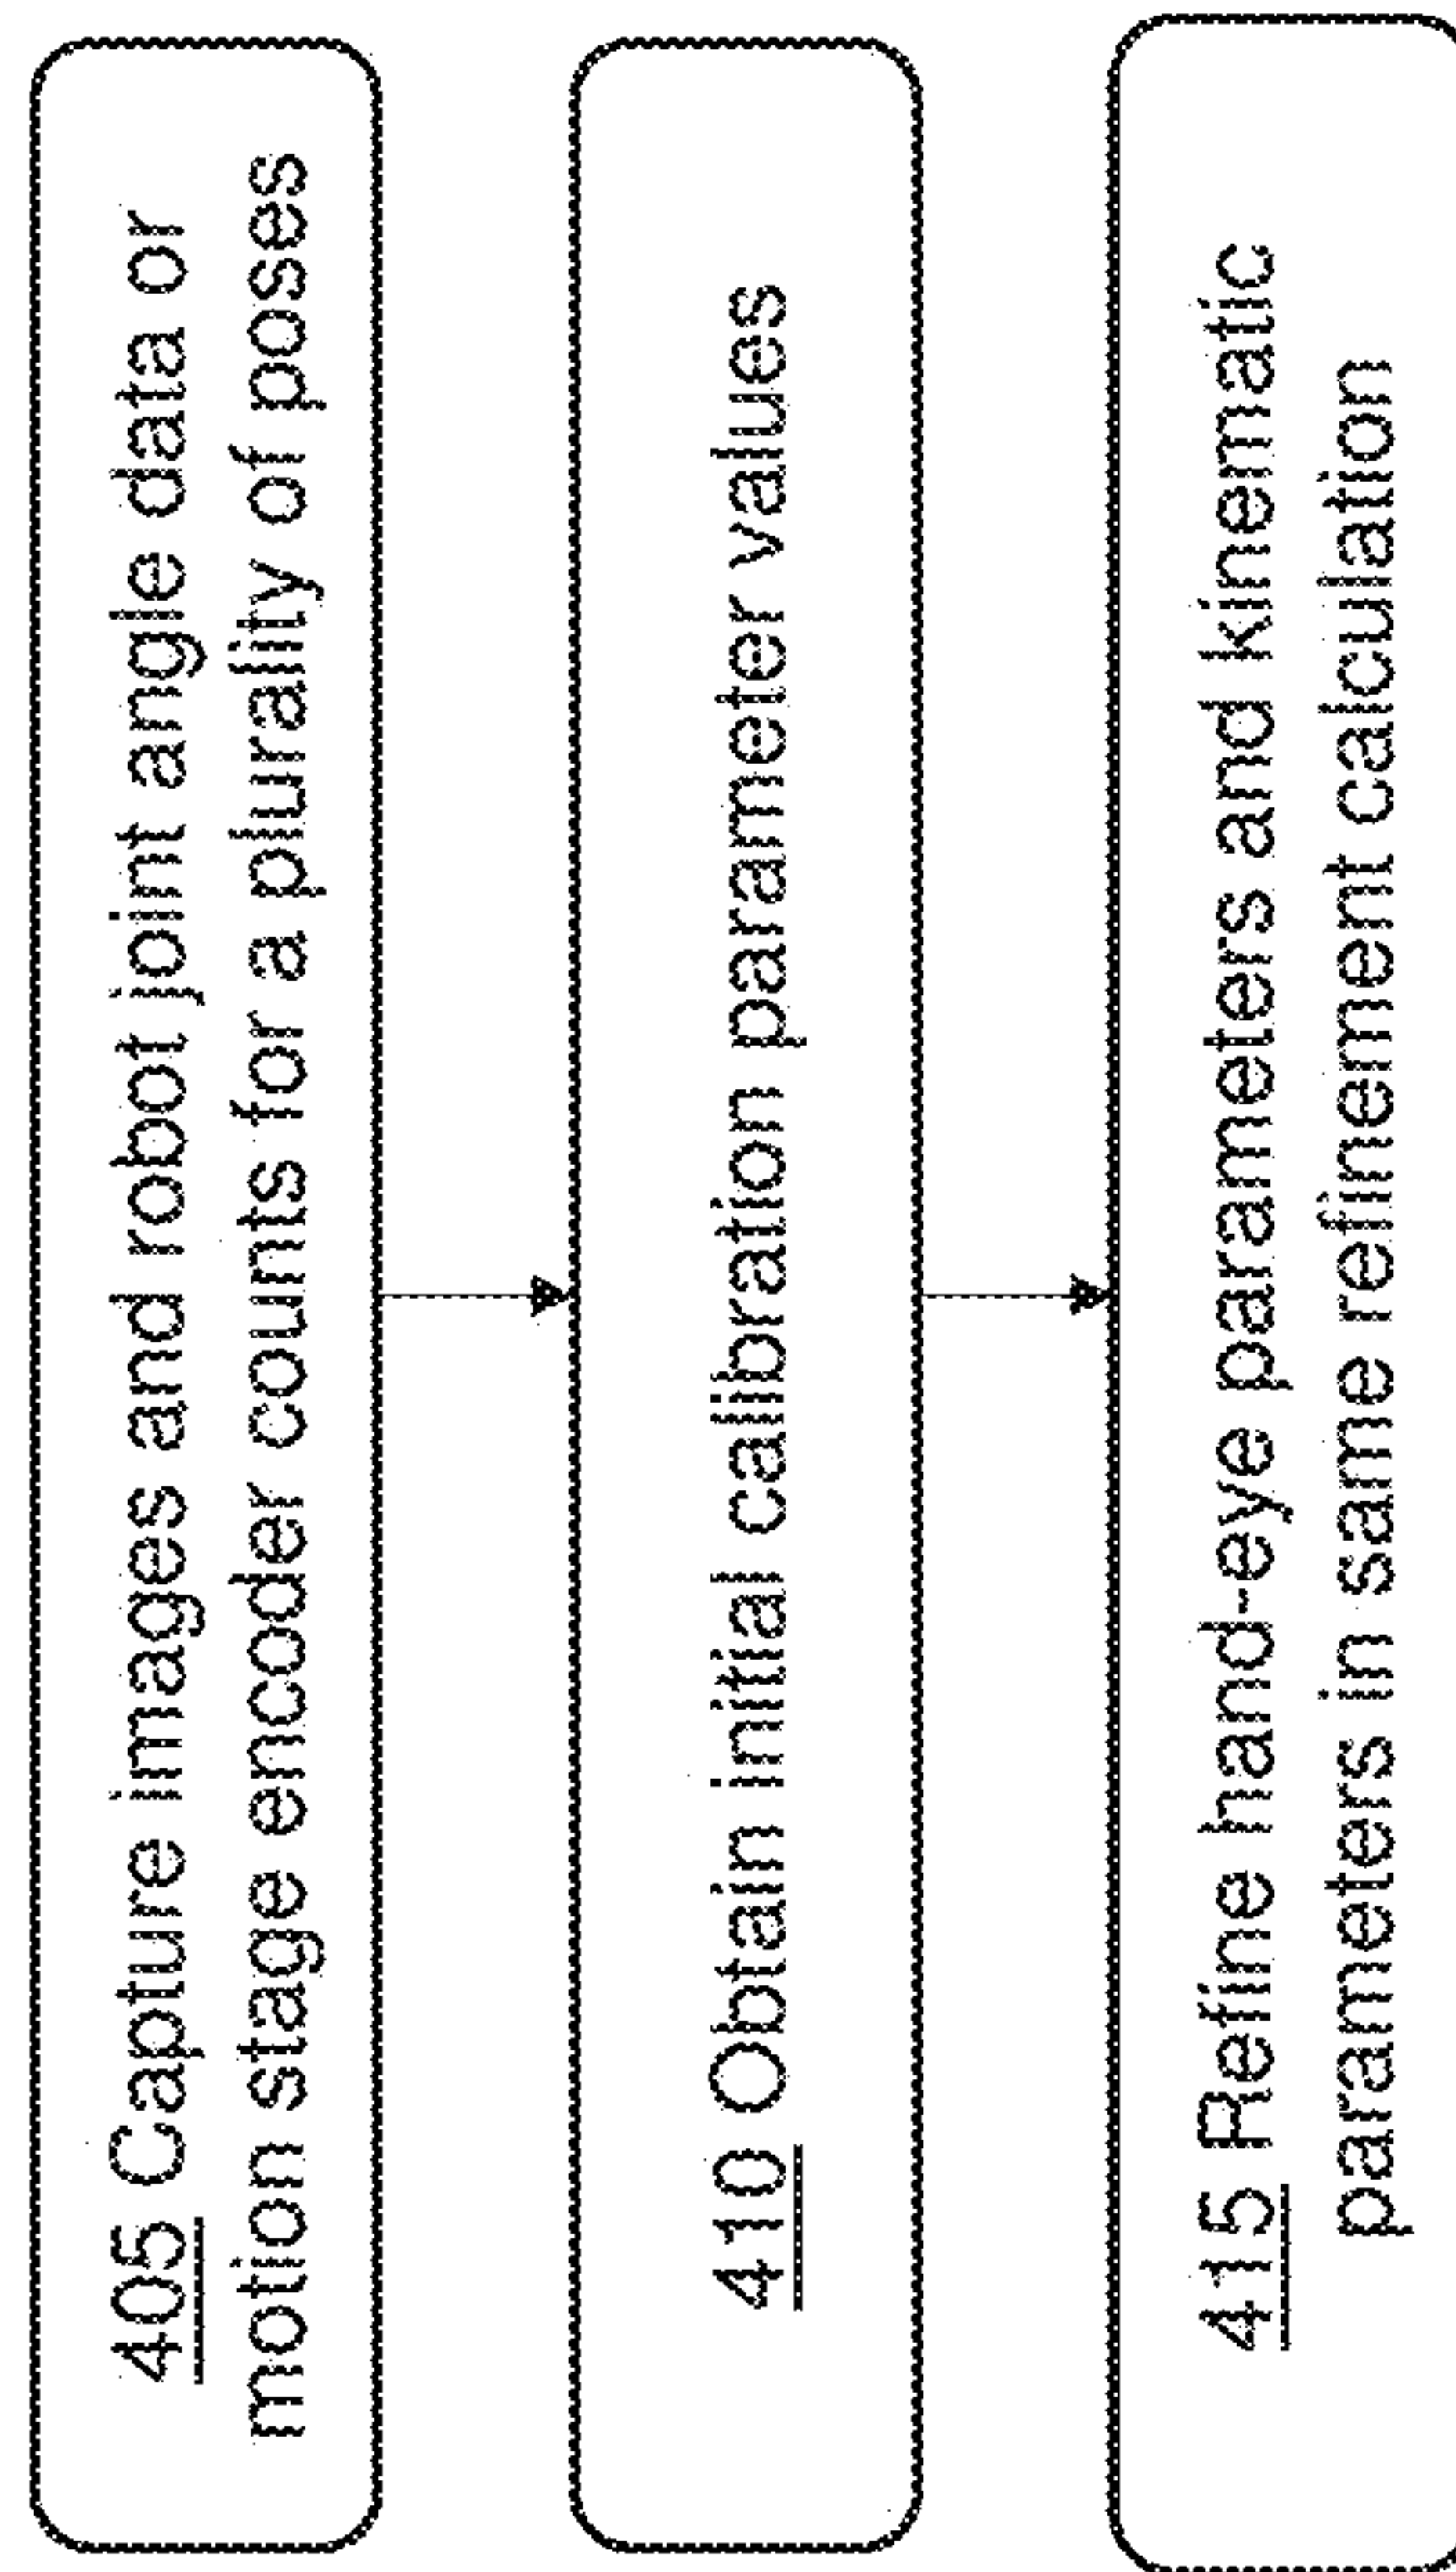 405 Capture images and robot joint angle data or
motion stage encoder counts for a plurality of poses
410 Obtain initial calibration parameter values
415 Refine hand-eye parameters and kinematic
parameters in same refinement calculation